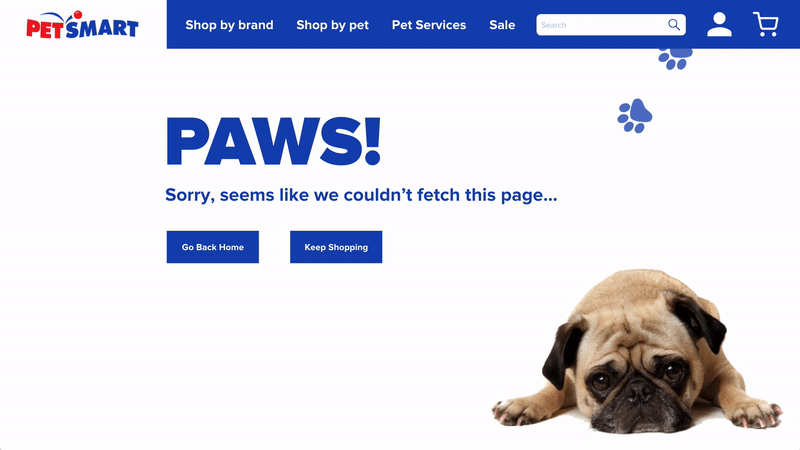 PETSMART
Shop by brand Shop by pet Pet Services Sale Search
PAWS!
Sorry, seems like we couldn’t fetch this page...
Go Back Home Keep Shopping